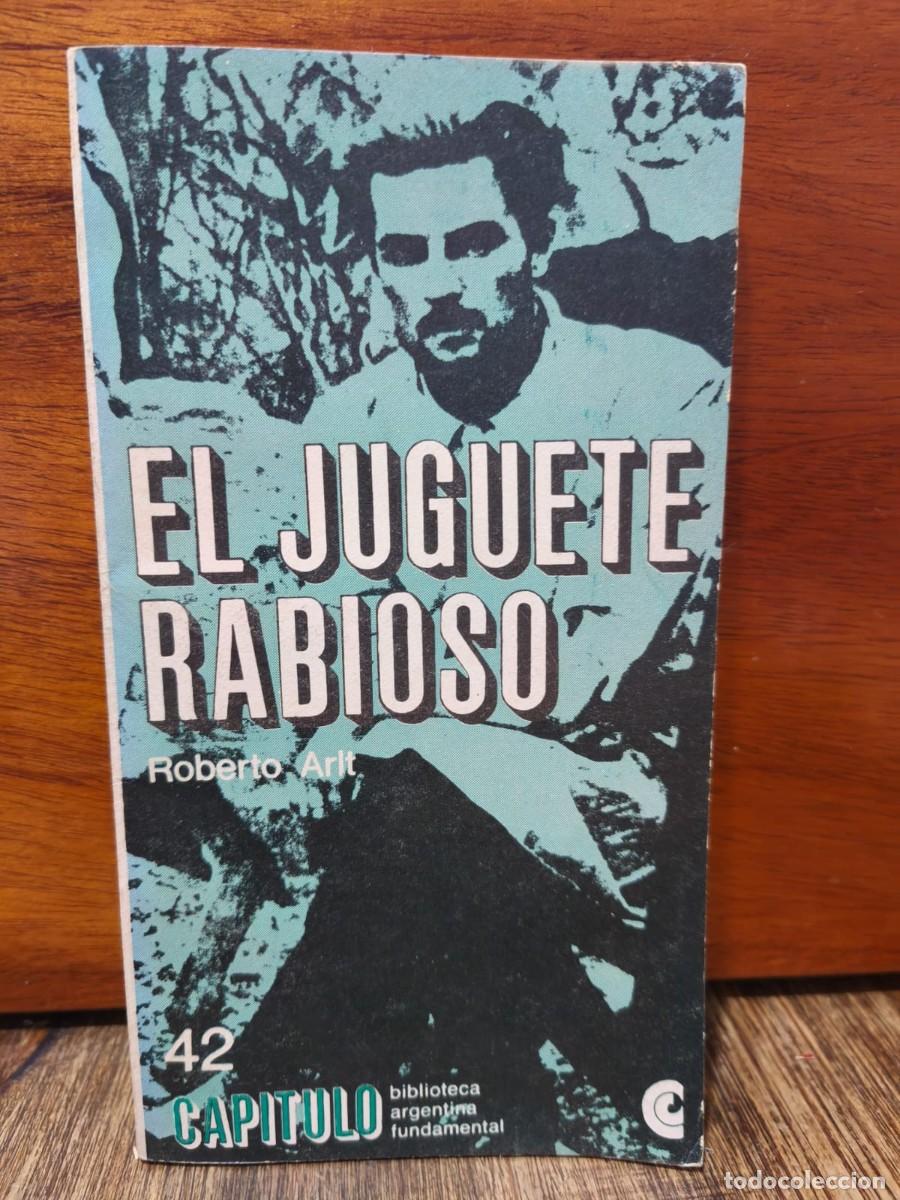 EL JUGUETE
RABIOSO
Roberto Arlt
42
CAPITULO
biblioteca
argentina
fundamental
todocoleccion